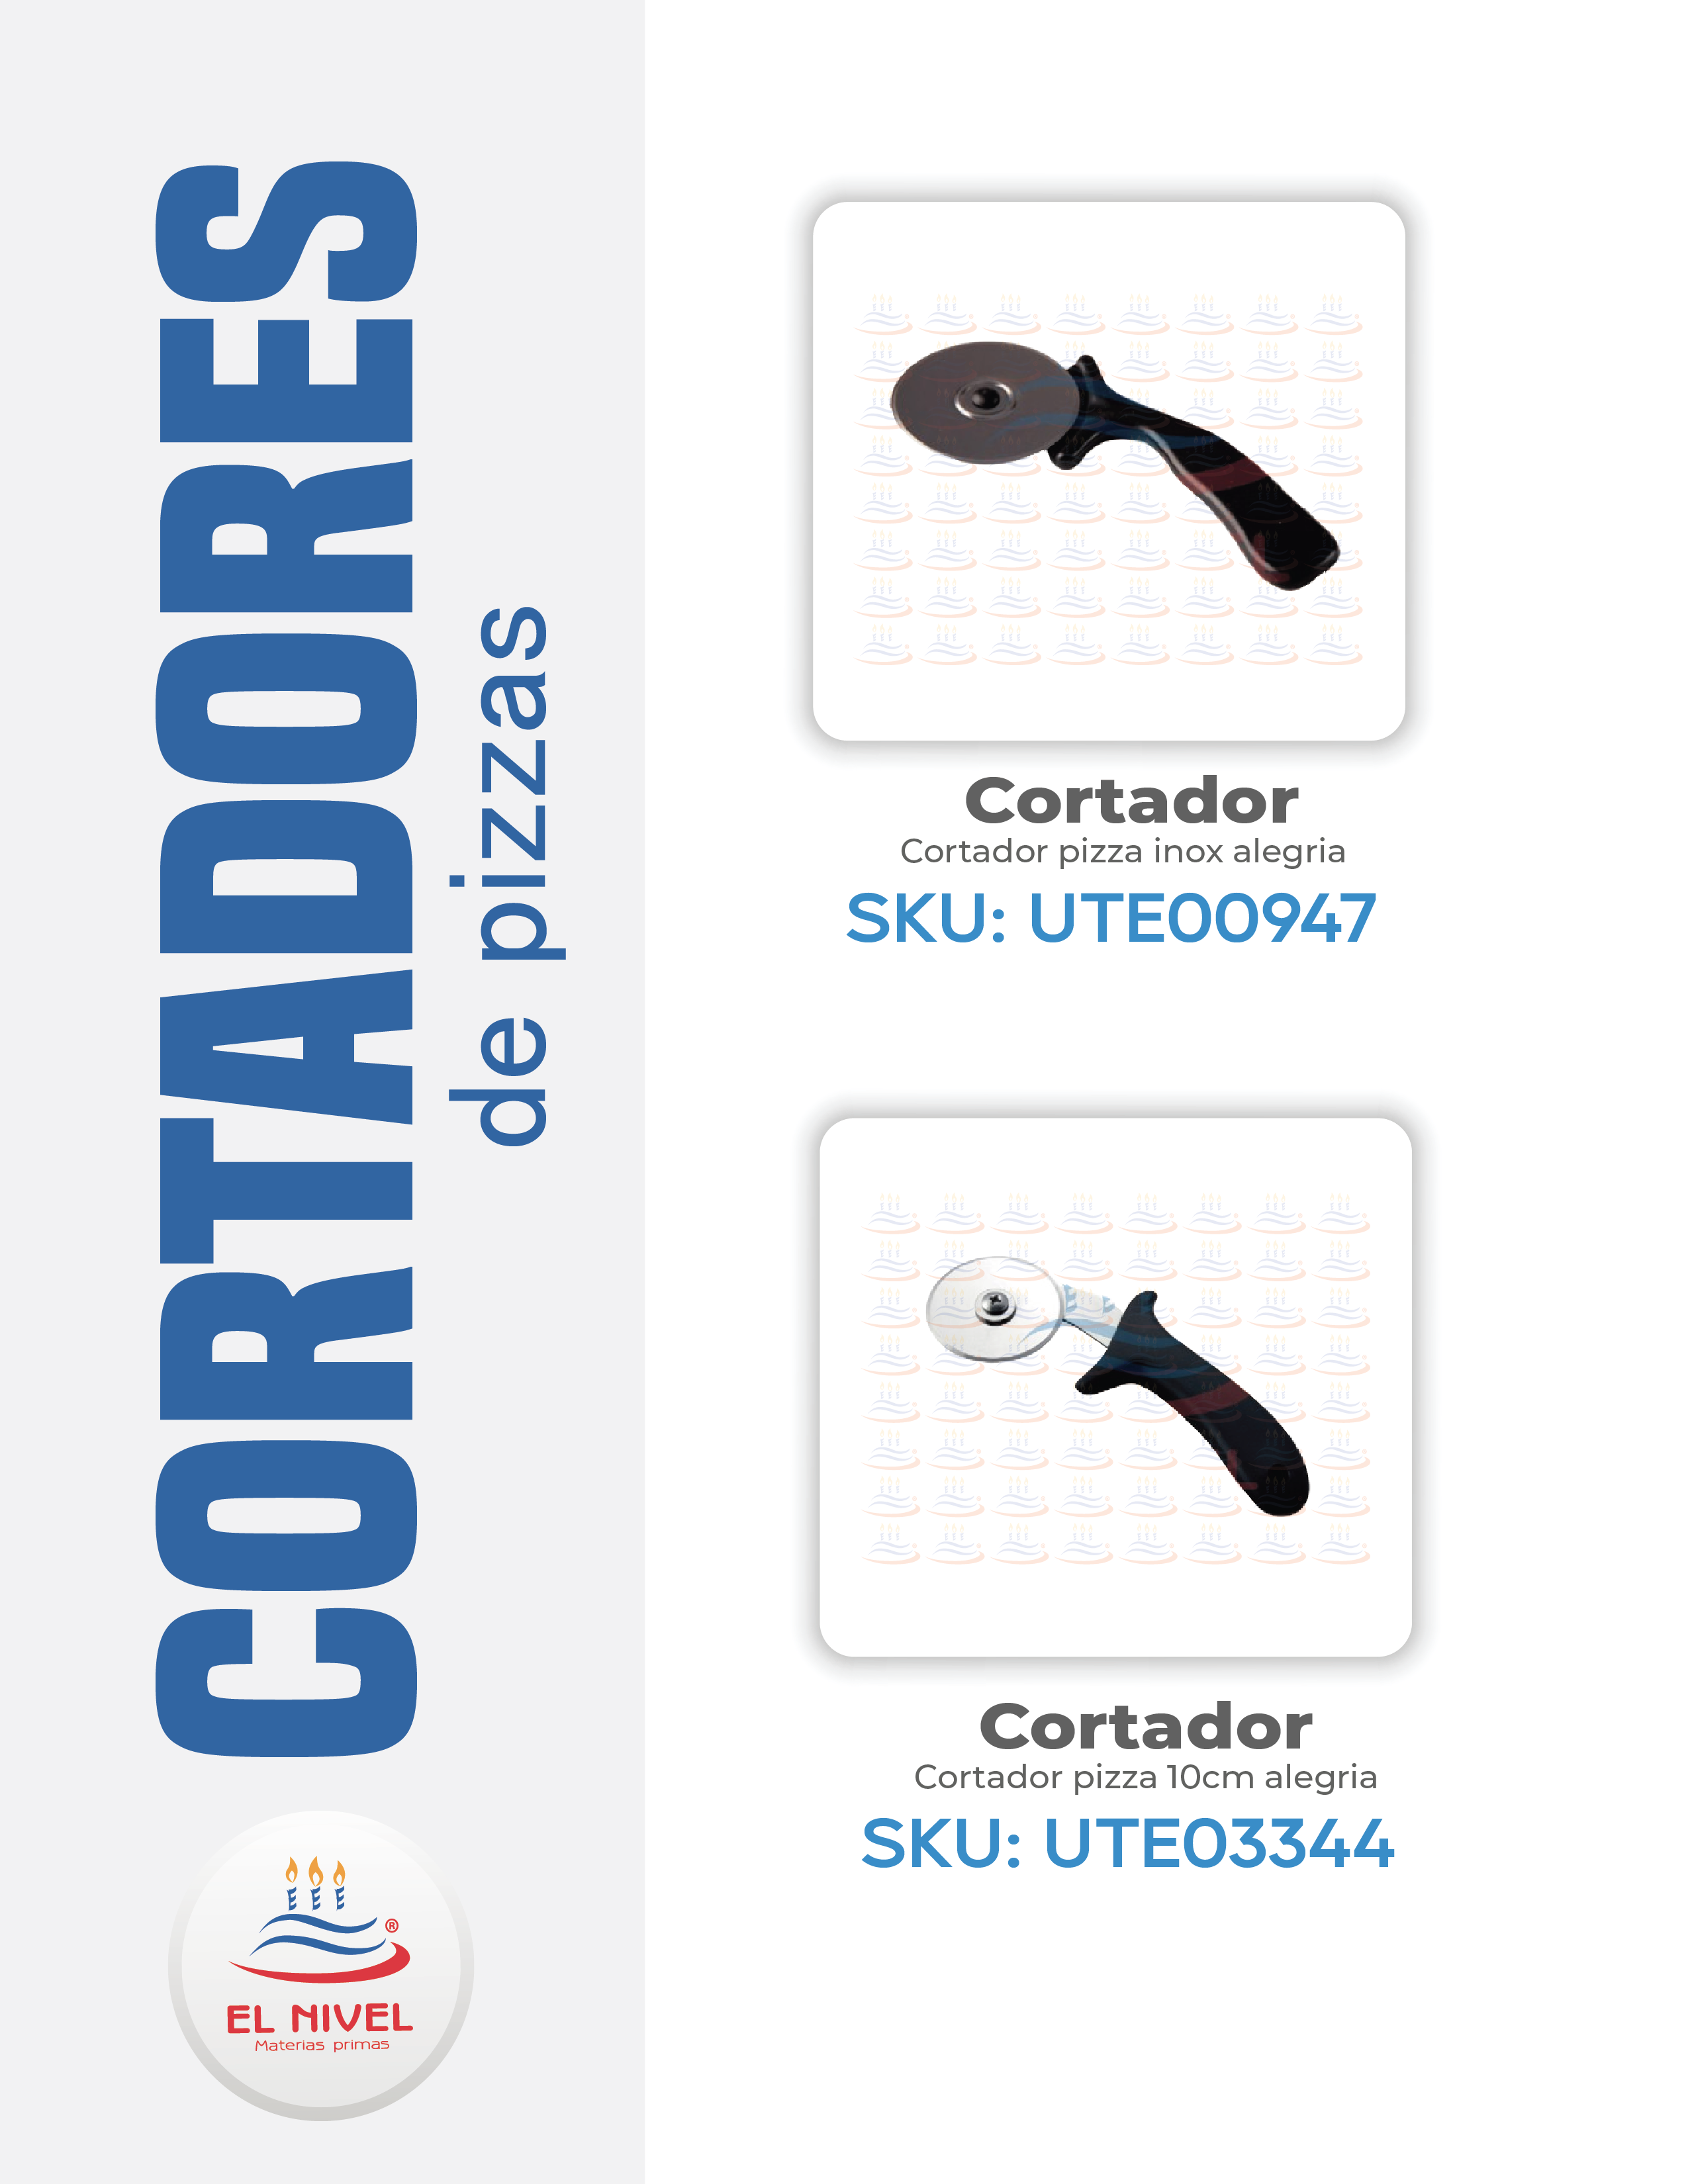 CORTADORES
de pizzas
Cortador
Cortador pizza inox alegria
SKU: UTE00947
Cortador
Cortador pizza 10cm alegria
SKU: UTE03344
®
EL NIVEL
Materias primas